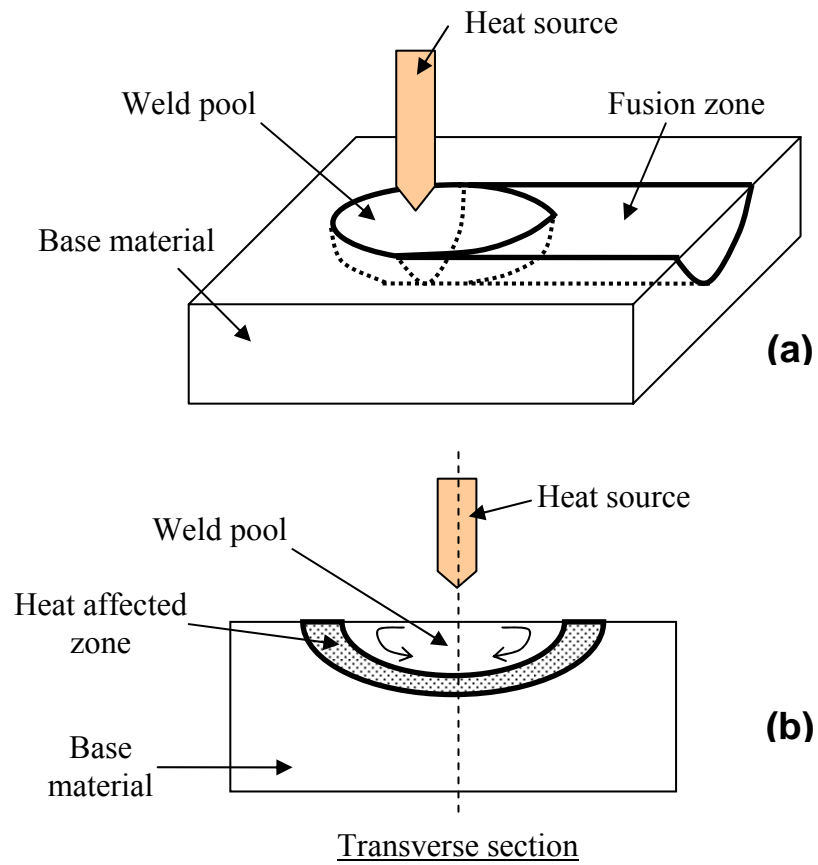 Heat source
Weld pool
Fusion zone
Base material
(a)
Heat source
Weld pool
Heat affected
zone
(b)
Base
material
Transverse section